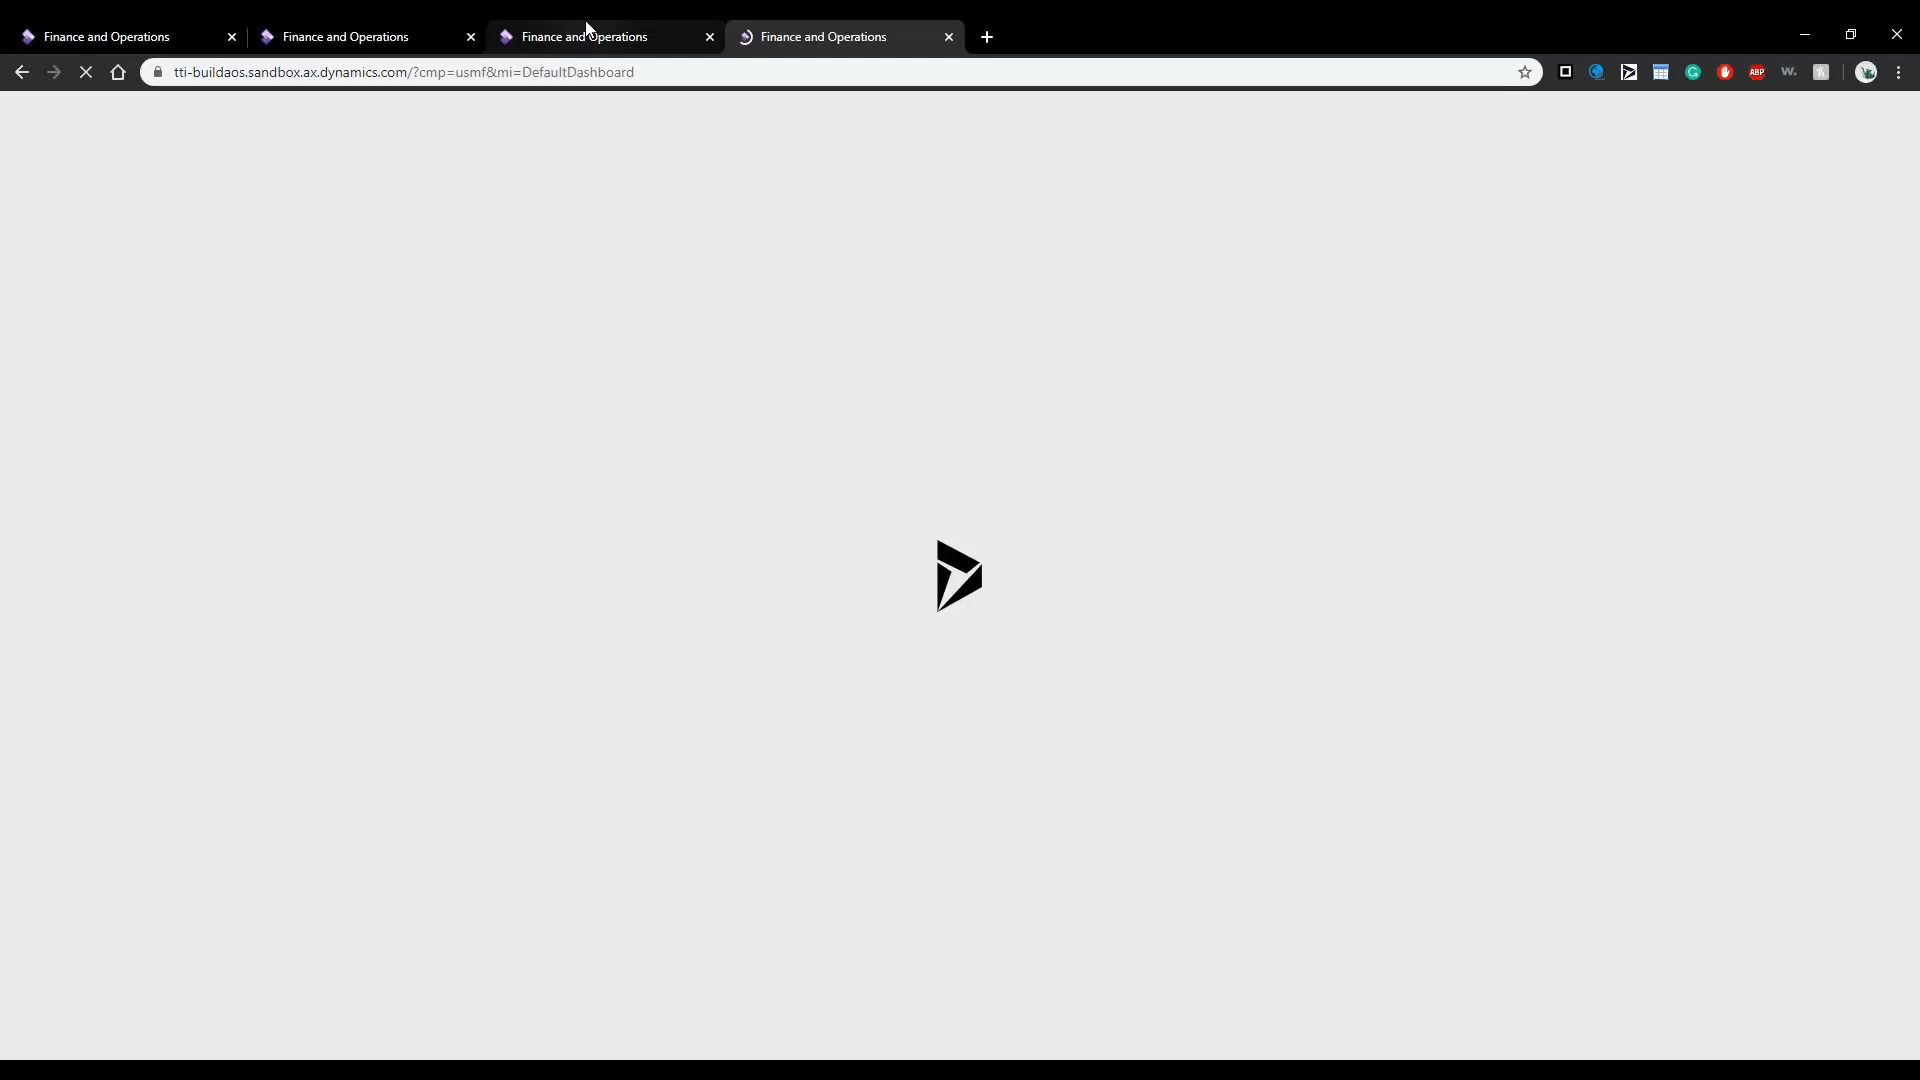 Finance and Operations
Finance and Operations
Finance and Operations
Finance and Operations
tti-buildaos.sandbox.ax.dynamics.com/?cmp=usmf&mi=DefaultDashboard
ABP
w.